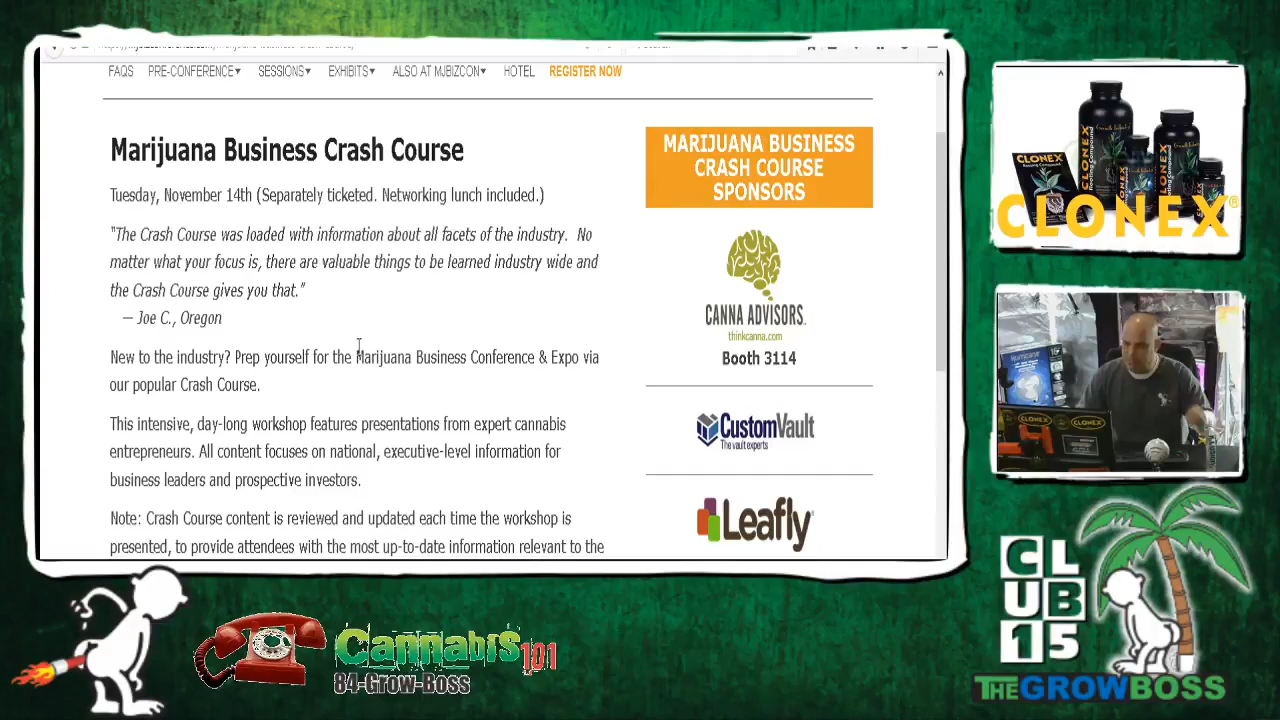 FAQS PRE-CONFERENCE▾ SESSIONS▾ EXHIBITS▾ ALSO AT MJBIZCON▾ HOTEL REGISTER NOW
Marijuana Business Crash Course
Tuesday, November 14th (Separately ticketed. Networking lunch included.)
"The Crash Course was loaded with information about all facets of the industry. No
matter what your focus is, there are valuable things to be learned industry wide and
the Crash Course gives you that."
— Joe C., Oregon
New to the industry? Prep yourself for the Marijuana Business Conference & Expo via
our popular Crash Course.
This intensive, day-long workshop features presentations from expert cannabis
entrepreneurs. All content focuses on national, executive-level information for
business leaders and prospective investors.
Note: Crash Course content is reviewed and updated each time the workshop is
presented, to provide attendees with the most up-to-date information relevant to the
MARIJUANA BUSINESS
CRASH COURSE
SPONSORS
CANNA ADVISORS
thinkcanna.com
Booth 3114
CustomVault
The vault experts
Leafly
CLONEX
CLONEX®
CLONEX
CLONEX
CLUB15
THEGROWBOSS
Cannabis 101
84-Grow-Boss